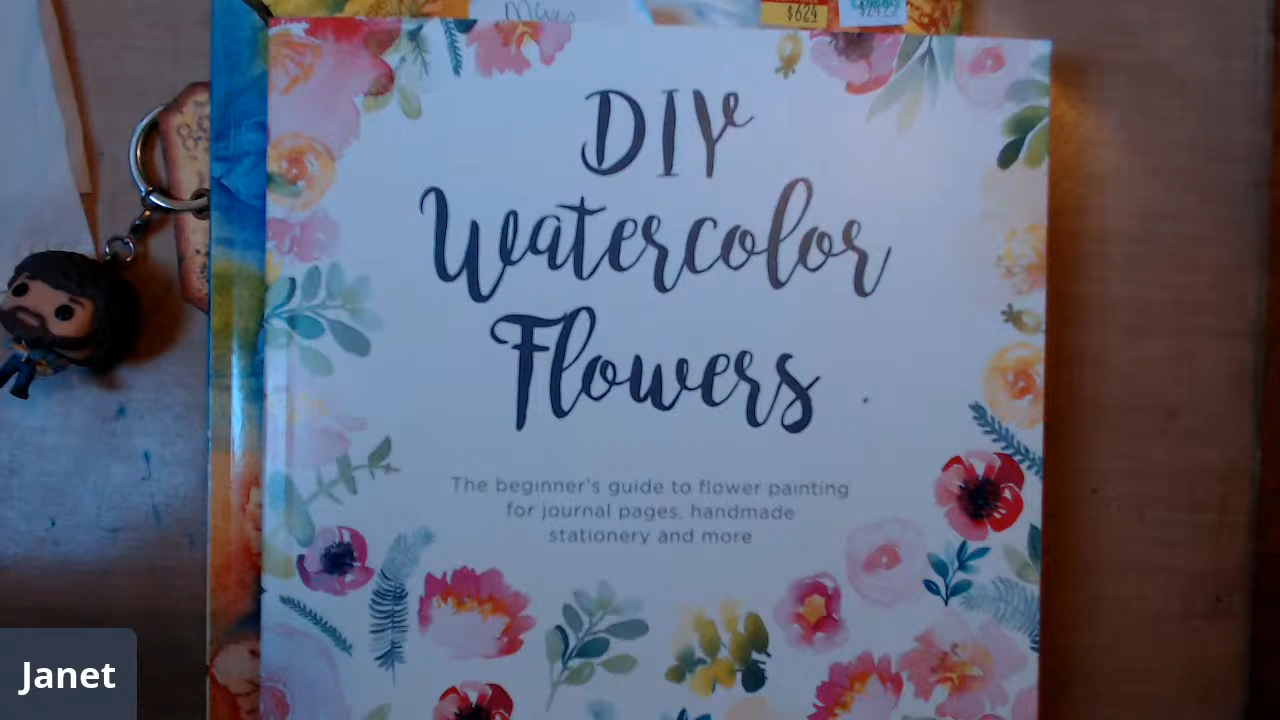 $624
DIY
Watercolor
Flowers
The beginner's guide to flower painting
for journal pages, handmade
stationery and more
Janet